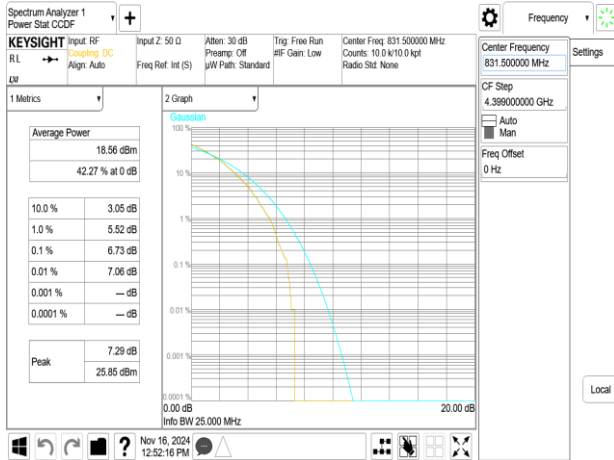 Spectrum Analyzer 1
Power Stat CCDF
Frequency
KEYSIGHT
RL
Input: RF
Coupling: DC
Align: Auto
Input Z: 50 Ω
Freq Ref: Int (S)
Atten: 30 dB
Preamp: Off
µW Path: Standard
Trig: Free Run
#IF Gain: Low
Center Freq: 831.500000 MHz
Counts: 10.0 k/10.0 kpt
Radio Std: None
Center Frequency
831.500000 MHz
Settings
CF Step
4.399000000 GHz
Auto
Man
Freq Offset
0 Hz
Local
1 Metrics
Average Power
18.56 dBm
42.27 % at 0 dB
10.0 % 3.05 dB
1.0 % 5.52 dB
0.1 % 6.73 dB
0.01 % 7.06 dB
0.001 % --- dB
0.0001 % --- dB
Peak 7.29 dB
25.85 dBm
2 Graph
Gaussian
100 %
10 %
1 %
0.1 %
0.01 %
0.001 %
0.0001 %
0.00 dB 20.00 dB
Info BW 25.000 MHz
Nov 16, 2024
12:52:16 PM